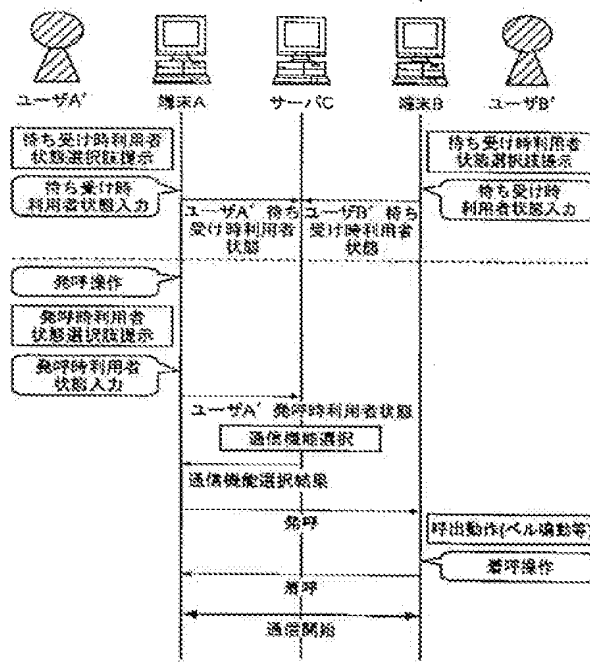 ユーザA' 端末A サーバC 端末B ユーザB'
待ち受け時利用者
状態選択肢提示
待ち受け時利用者
状態選択肢提示
待ち受け時
利用者状態入力
待ち受け時
利用者状態入力
ユーザA' 待ち
受け時利用者
状態
ユーザB' 待ち
受け時利用者
状態
発呼操作
発呼時利用者
状態選択肢提示
発呼時利用者
状態入力
ユーザA' 発呼時利用者状態
通信機能選択
通信機能選択結果
発呼
呼出動作(ベル鳴動等)
着呼操作
着呼
通信開始